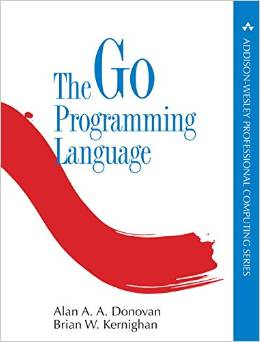 The Go
Programming
Language
Alan A. A. Donovan
Brian W. Kernighan
ADDISON-WESLEY PROFESSIONAL COMPUTING SERIES